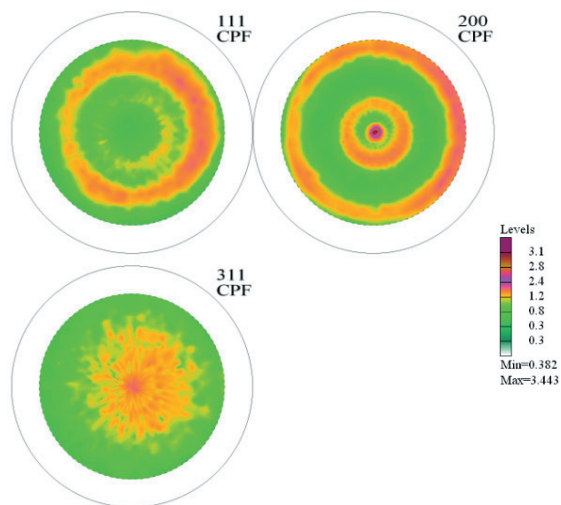 111
CPF
200
CPF
Levels
3.1
2.8
2.4
1.2
0.8
0.3
0.3
Min=0.382
Max=3.443
311
CPF